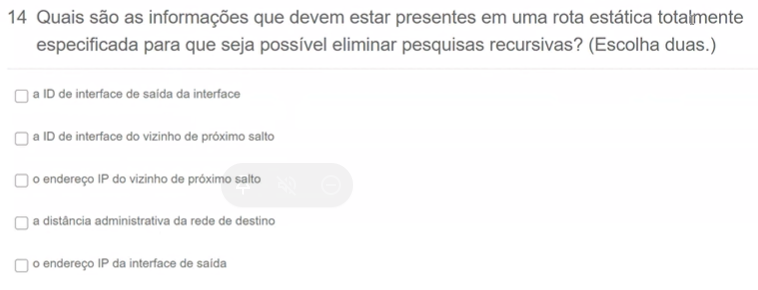 14 Quais são as informações que devem estar presentes em uma rota estática totalmente
especificada para que seja possível eliminar pesquisas recursivas? (Escolha duas.)
a ID de interface de saída da interface
a ID de interface do vizinho de próximo salto
o endereço IP do vizinho de próximo salto
a distância administrativa da rede de destino
o endereço IP da interface de saída